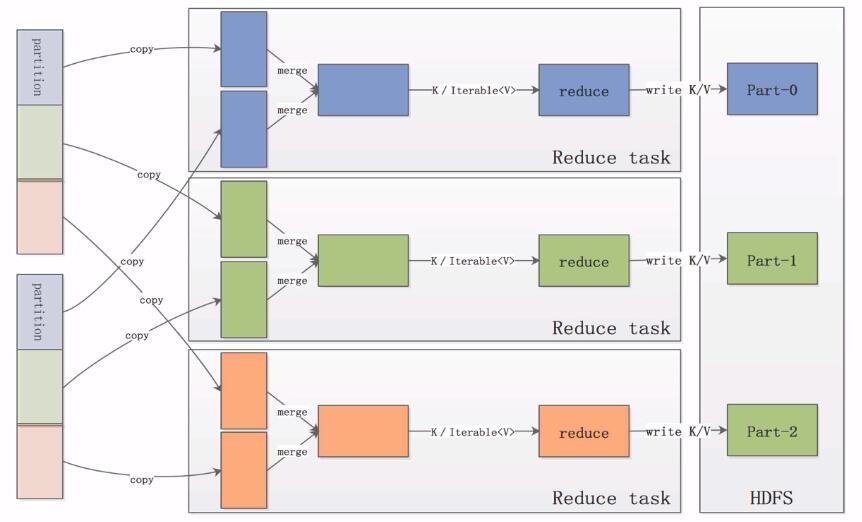 partition
copy
merge
merge
K / Iterable<V>
reduce
write K/V
Part-0
Reduce task
copy
copy
merge
merge
K / Iterable<V>
reduce
write K/V
Part-1
Reduce task
partition
copy
copy
merge
merge
K / Iterable<V>
reduce
write K/V
Part-2
copy
Reduce task
HDFS